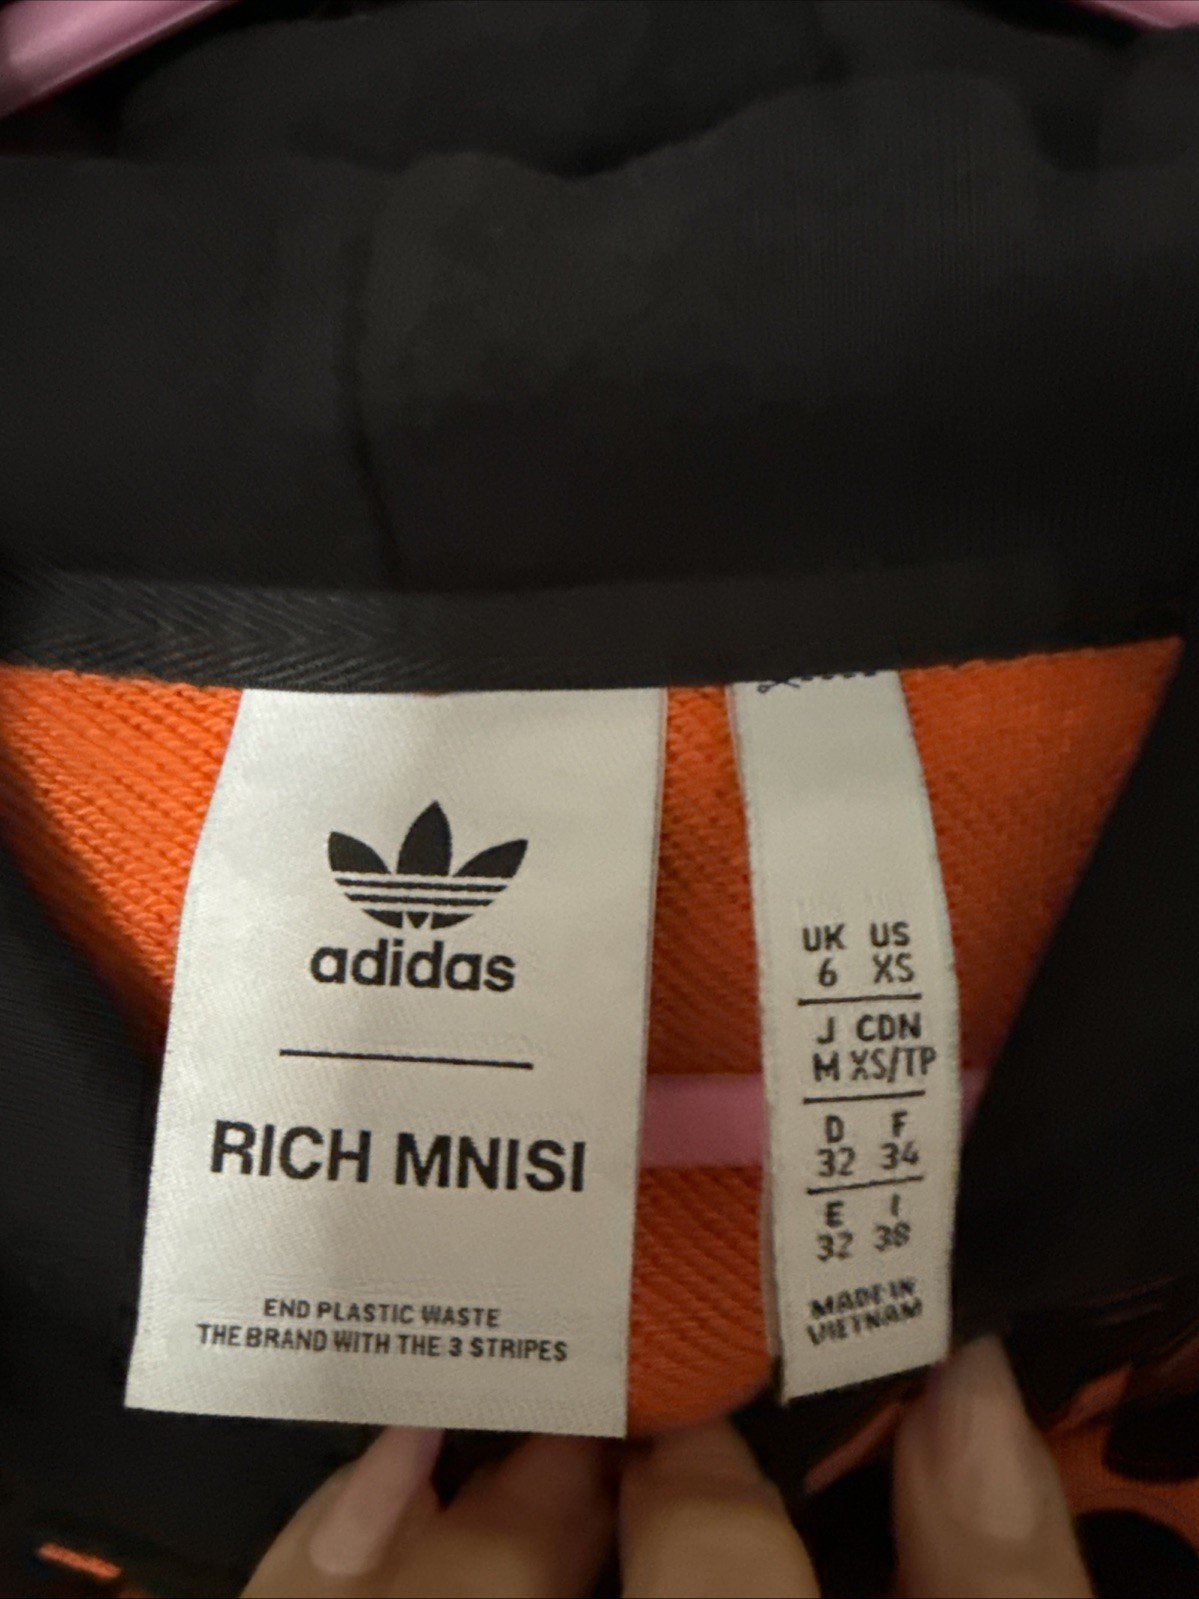 adidas
RICH MNISI
END PLASTIC WASTE
THE BRAND WITH THE 3 STRIPES
UK US
6 XS
J CDN
M XS/TP
D F
32 34
E I
32 38
MADE IN
VIETNAM